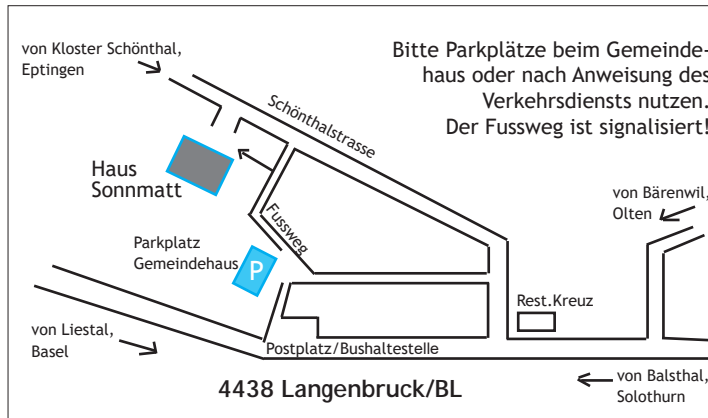 von Kloster Schönthal,
Eptingen
Bitte Parkplätze beim Gemeinde-
haus oder nach Anweisung des
Verkehrsdiensts nutzen.
Der Fussweg ist signalisiert!
Schönthalstrasse
Haus
Sonnmatt
von Bärenwil,
Olten
Fussweg
Parkplatz
Gemeindehaus
P
Rest.Kreuz
von Liestal,
Basel
Postplatz/Bushaltestelle
4438 Langenbruck/BL
von Balsthal,
Solothurn